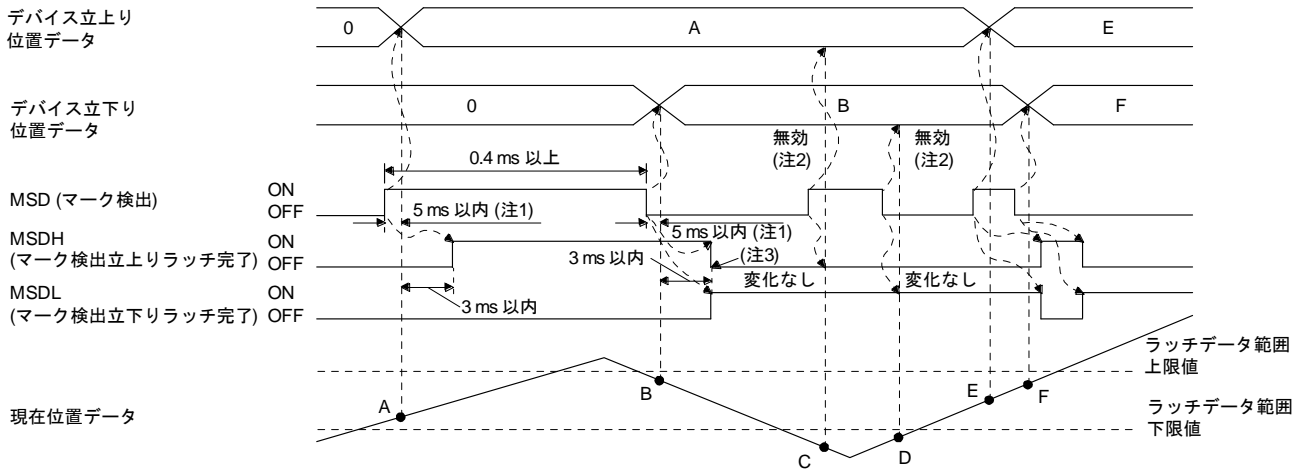 デバイス立上り
位置データ
0
A
E
デバイス立下り
位置データ
0
B
F
無効
(注2)
無効
(注2)
0.4 ms 以上
MSD (マーク検出)
ON
OFF
5 ms 以内 (注1)
5 ms 以内 (注1)
MSDH
(マーク検出立上りラッチ完了)
ON
OFF
(注3)
3 ms 以内
変化なし
変化なし
MSDL
(マーク検出立下りラッチ完了)
ON
OFF
3 ms 以内
ラッチデータ範囲
上限値
現在位置データ
A
B
C
D
E
F
ラッチデータ範囲
下限値